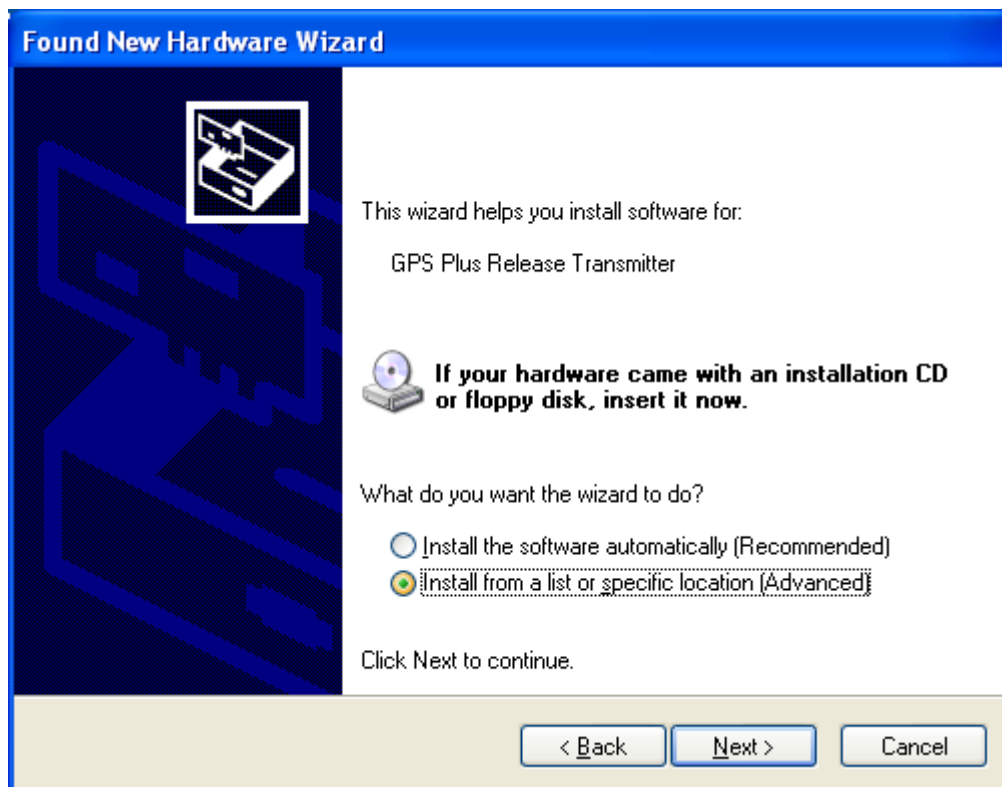 Found New Hardware Wizard
This wizard helps you install software for:
GPS Plus Release Transmitter
If your hardware came with an installation CD
or floppy disk, insert it now.
What do you want the wizard to do?
Install the software automatically (Recommended)
Install from a list or specific location (Advanced)
Click Next to continue.
< Back
Next >
Cancel